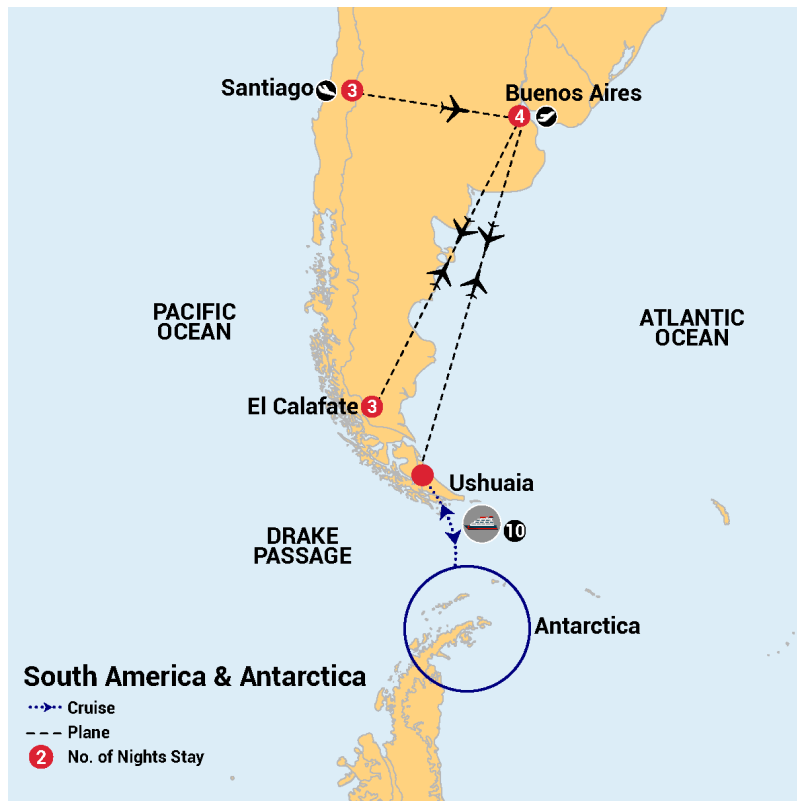 Santiago
3
Buenos Aires
4
PACIFIC
OCEAN
ATLANTIC
OCEAN
El Calafate
3
Ushuaia
10
DRAKE
PASSAGE
Antarctica
South America & Antarctica
Cruise
Plane
2
No. of Nights Stay